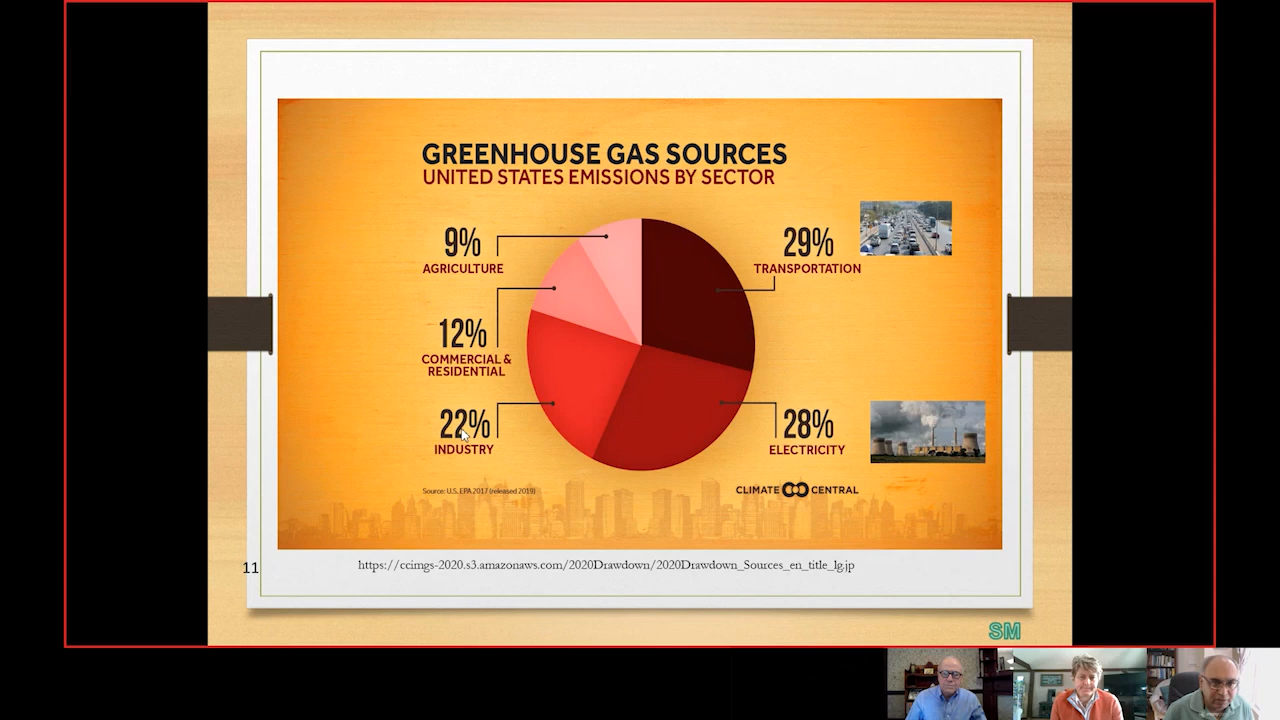 GREENHOUSE GAS SOURCES
UNITED STATES EMISSIONS BY SECTOR
9%
AGRICULTURE
29%
TRANSPORTATION
12%
COMMERCIAL &
RESIDENTIAL
22%
INDUSTRY
28%
ELECTRICITY
Source: U.S. EPA 2017 (released 2019)
CLIMATE CENTRAL
11
https://ccimgs-2020.s3.amazonaws.com/2020Drawdown/2020Drawdown_Sources_en_title_lg.jp
SM